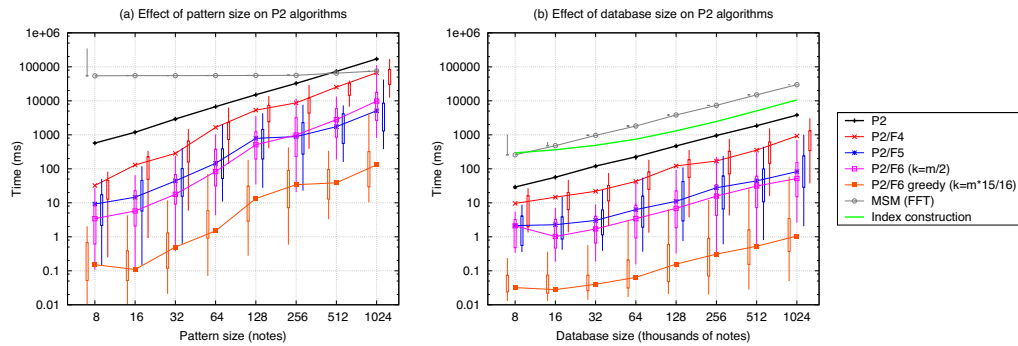 (a) Effect of pattern size on P2 algorithms
1e+06
100000
10000
1000
100
10
1
0.1
0.01
Time (ms)
8 16 32 64 128 256 512 1024
Pattern size (notes)
(b) Effect of database size on P2 algorithms
1e+06
100000
10000
1000
100
10
1
0.1
0.01
Time (ms)
8 16 32 64 128 256 512 1024
Database size (thousands of notes)
P2
P2/F4
P2/F5
P2/F6 (k=m/2)
P2/F6 greedy (k=m*15/16)
MSM (FFT)
Index construction